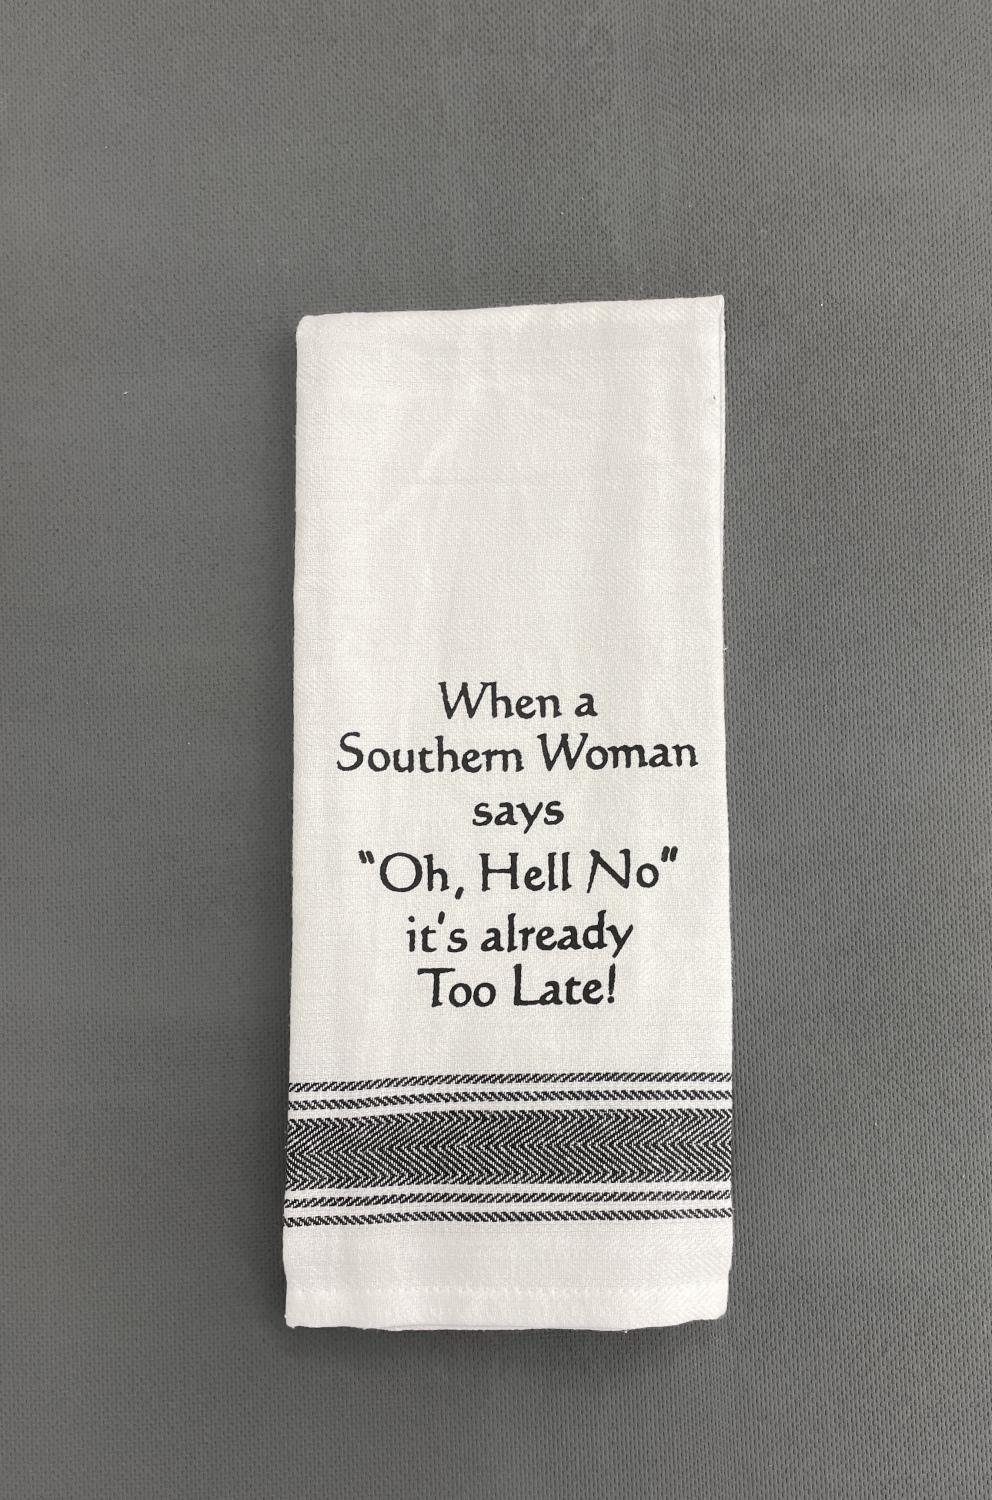 When a
Southern Woman
says
"Oh, Hell No"
it's already
Too Late!